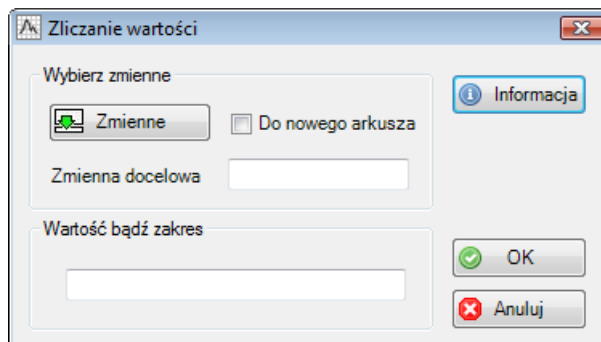 Zliczanie wartości
Wybierz zmienne
Zmienne
Do nowego arkusza
Informacja
Zmienna docelowa
Wartość bądź zakres
OK
Anuluj